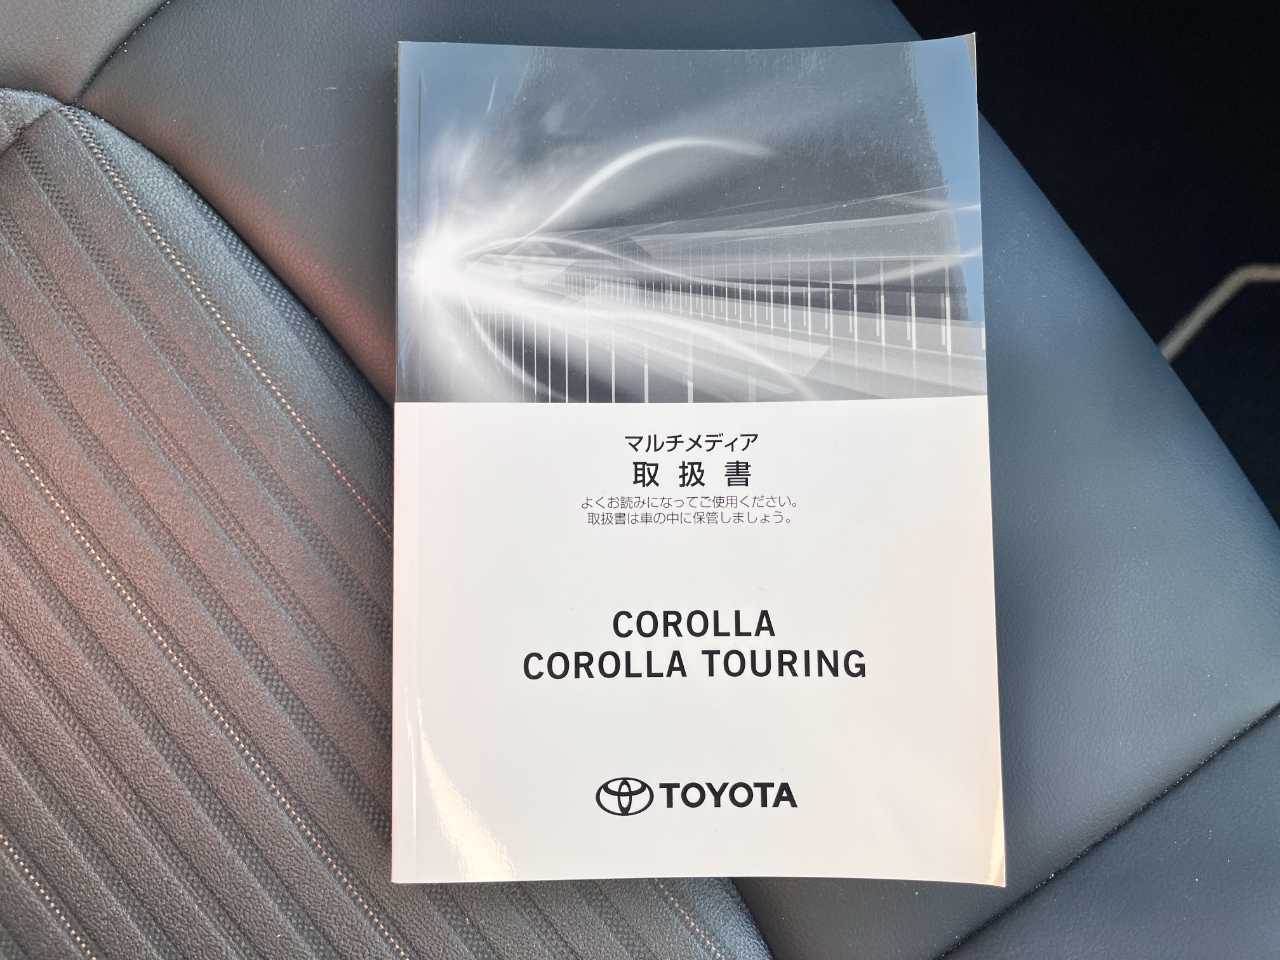 マルチメディア
取扱書
よくお読みになってご使用ください。
取扱書は車の中に保管しましょう。
COROLLA
COROLLA TOURING
TOYOTA